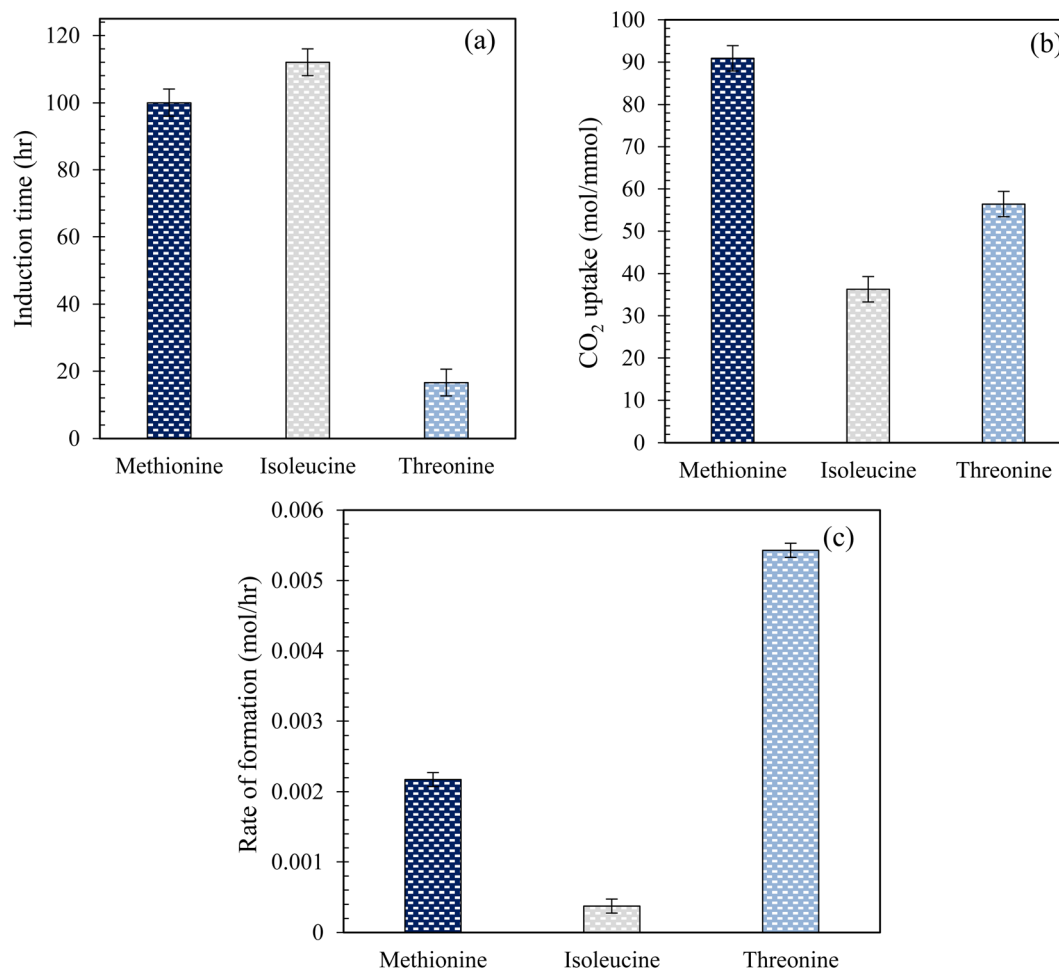 (a)
Induction time (hr)
120
100
80
60
40
20
0
Methionine Isoleucine Threonine
(b)
CO₂ uptake (mol/mmol)
100
90
80
70
60
50
40
30
20
10
0
Methionine Isoleucine Threonine
(c)
Rate of formation (mol/hr)
0.006
0.005
0.004
0.003
0.002
0.001
0
Methionine Isoleucine Threonine